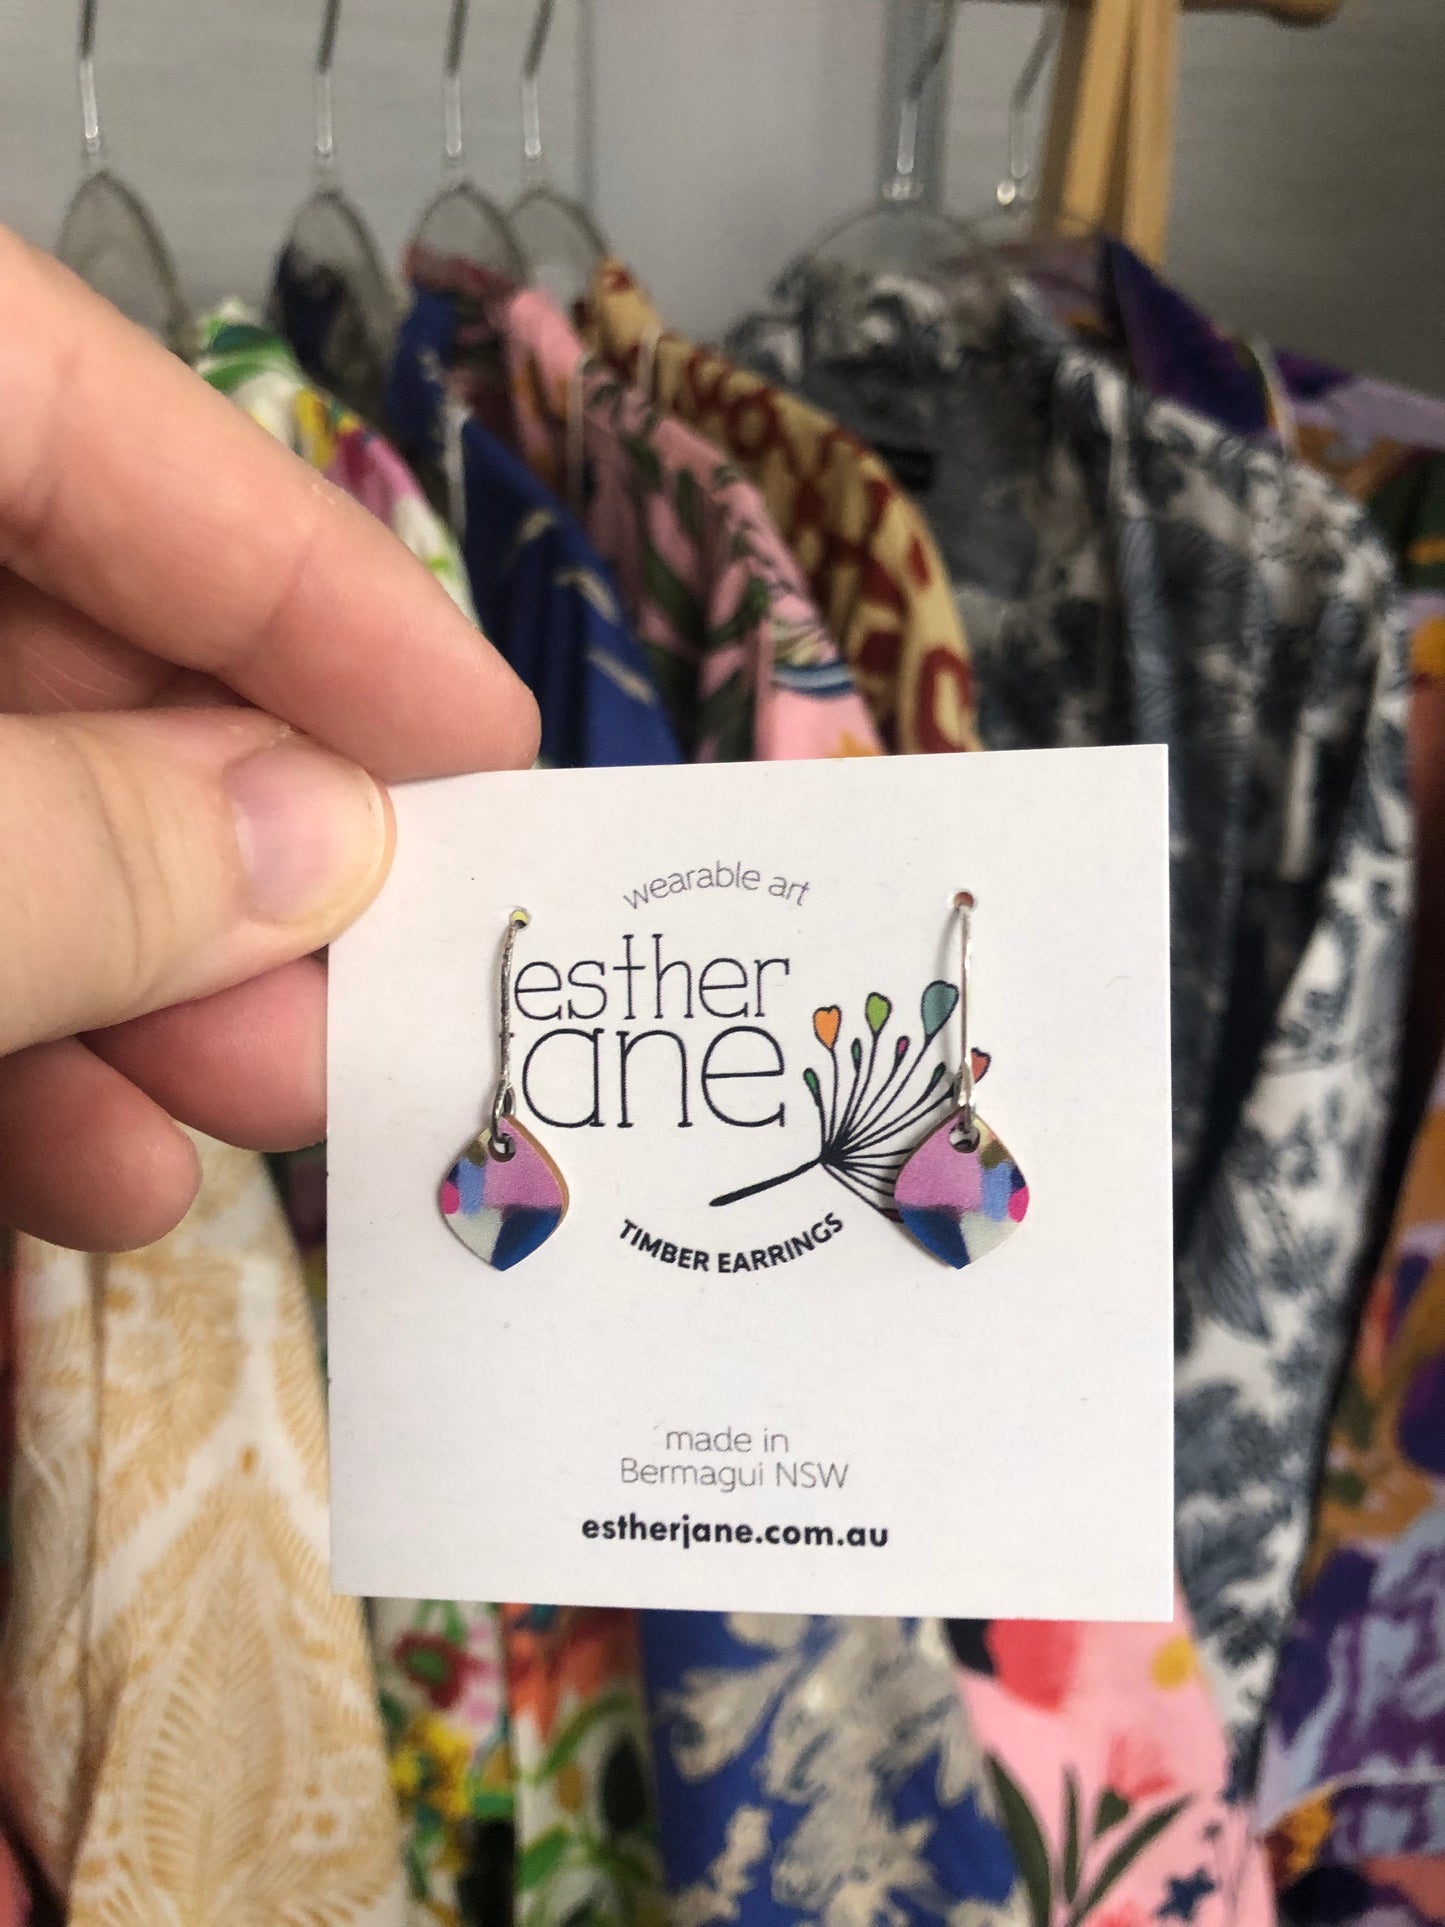 wearable art
esther
jane
TIMBER EARRINGS
made in
Bermagui NSW
estherjane.com.au